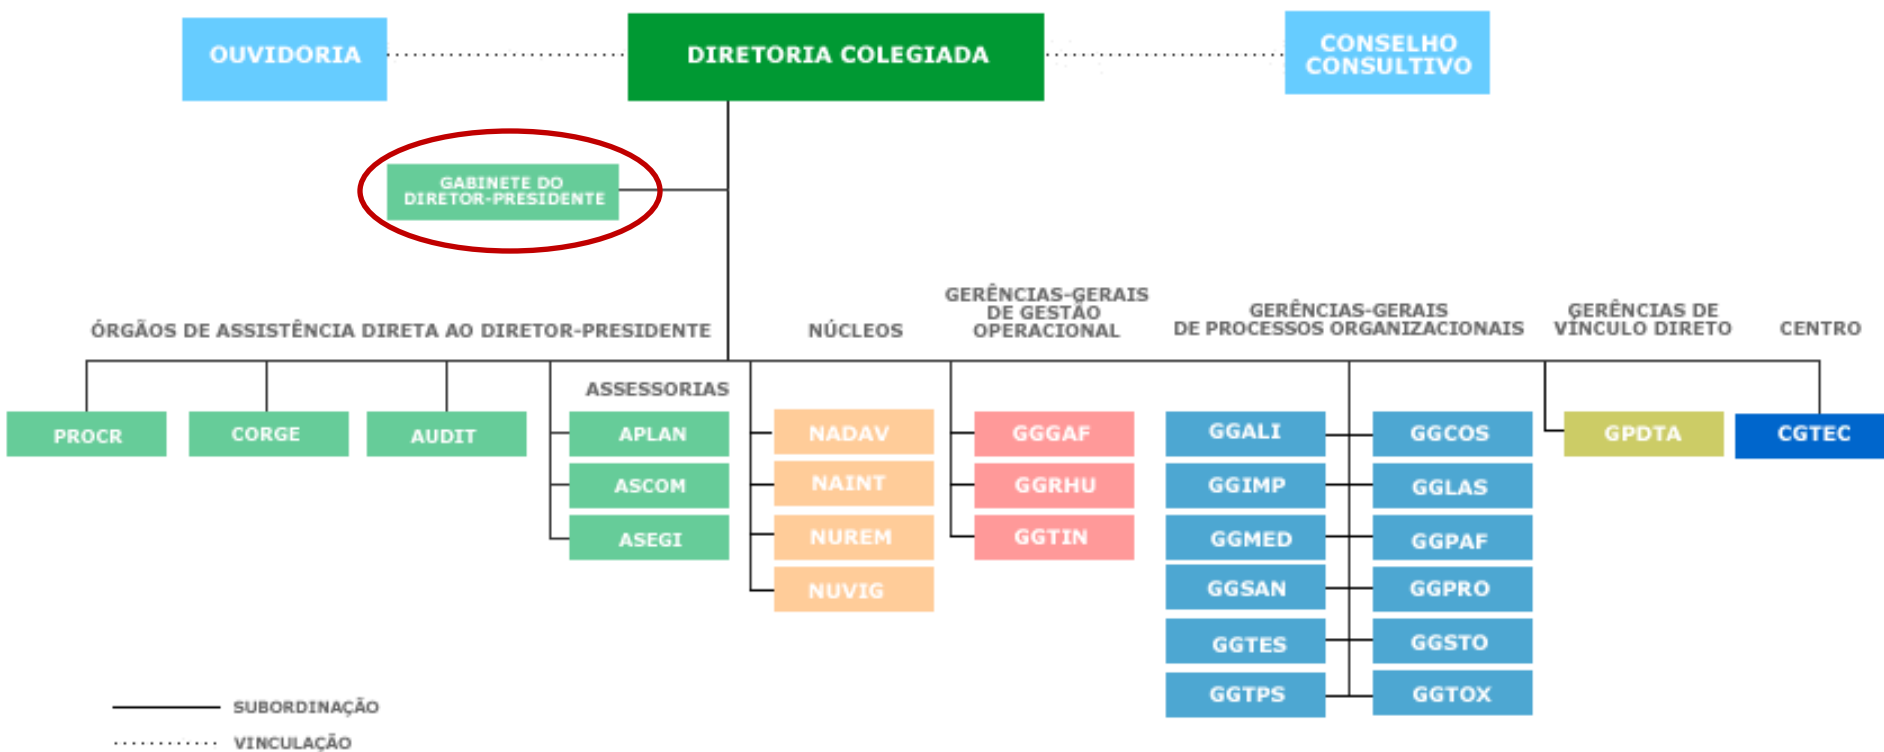 OUVIDORIA
DIRETORIA COLEGIADA
CONSELHO
CONSULTIVO
GABINETE DO
DIRETOR-PRESIDENTE
ÓRGÃOS DE ASSISTÊNCIA DIRETA AO DIRETOR-PRESIDENTE
NÚCLEOS
GERÊNCIAS-GERAIS
DE GESTÃO
OPERACIONAL
GERÊNCIAS-GERAIS
DE PROCESSOS ORGANIZACIONAIS
GERÊNCIAS DE
VÍNCULO DIRETO
CENTRO
ASSESSORIAS
PROCR
CORGE
AUDIT
APLAN
ASCOM
ASEGI
NADAV
NAINT
NUREM
NUVIG
GGGAF
GGRHU
GGTIN
GGALI
GGIMP
GGMED
GGSAN
GGTES
GGTPS
GGCOS
GGLAS
GGPAF
GGPRO
GGSTO
GGTOX
GPDTA
CGTEC
SUBORDINAÇÃO
VINCULAÇÃO